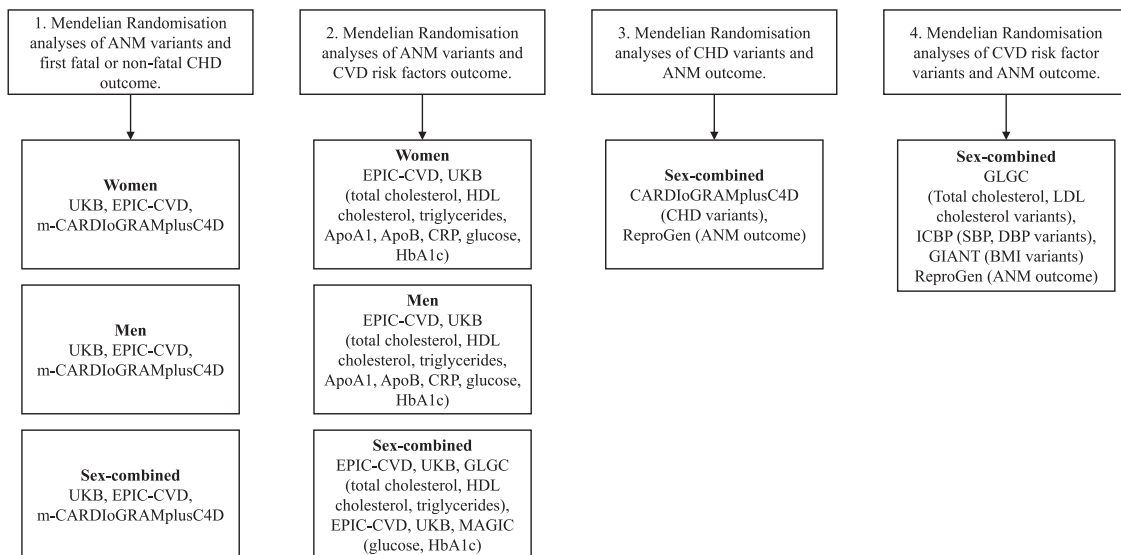 1. Mendelian Randomisation
analyses of ANM variants and
first fatal or non-fatal CHD
outcome.
Women
UKB, EPIC-CVD,
m-CARDIoGRAMplusC4D
Men
UKB, EPIC-CVD,
m-CARDIoGRAMplusC4D
Sex-combined
UKB, EPIC-CVD,
m-CARDIoGRAMplusC4D
2. Mendelian Randomisation
analyses of ANM variants and
CVD risk factors outcome.
Women
EPIC-CVD, UKB
(total cholesterol, HDL
cholesterol, triglycerides,
ApoA1, ApoB, CRP, glucose,
HbA1c)
Men
EPIC-CVD, UKB
(total cholesterol, HDL
cholesterol, triglycerides,
ApoA1, ApoB, CRP, glucose,
HbA1c)
Sex-combined
EPIC-CVD, UKB, GLGC
(total cholesterol, HDL
cholesterol, triglycerides),
EPIC-CVD, UKB, MAGIC
(glucose, HbA1c)
3. Mendelian Randomisation
analyses of CHD variants and
ANM outcome.
Sex-combined
CARDIoGRAMplusC4D
(CHD variants),
ReproGen (ANM outcome)
4. Mendelian Randomisation
analyses of CVD risk factor
variants and ANM outcome.
Sex-combined
GLGC
(Total cholesterol, LDL
cholesterol variants),
ICBP (SBP, DBP variants),
GIANT (BMI variants)
ReproGen (ANM outcome)